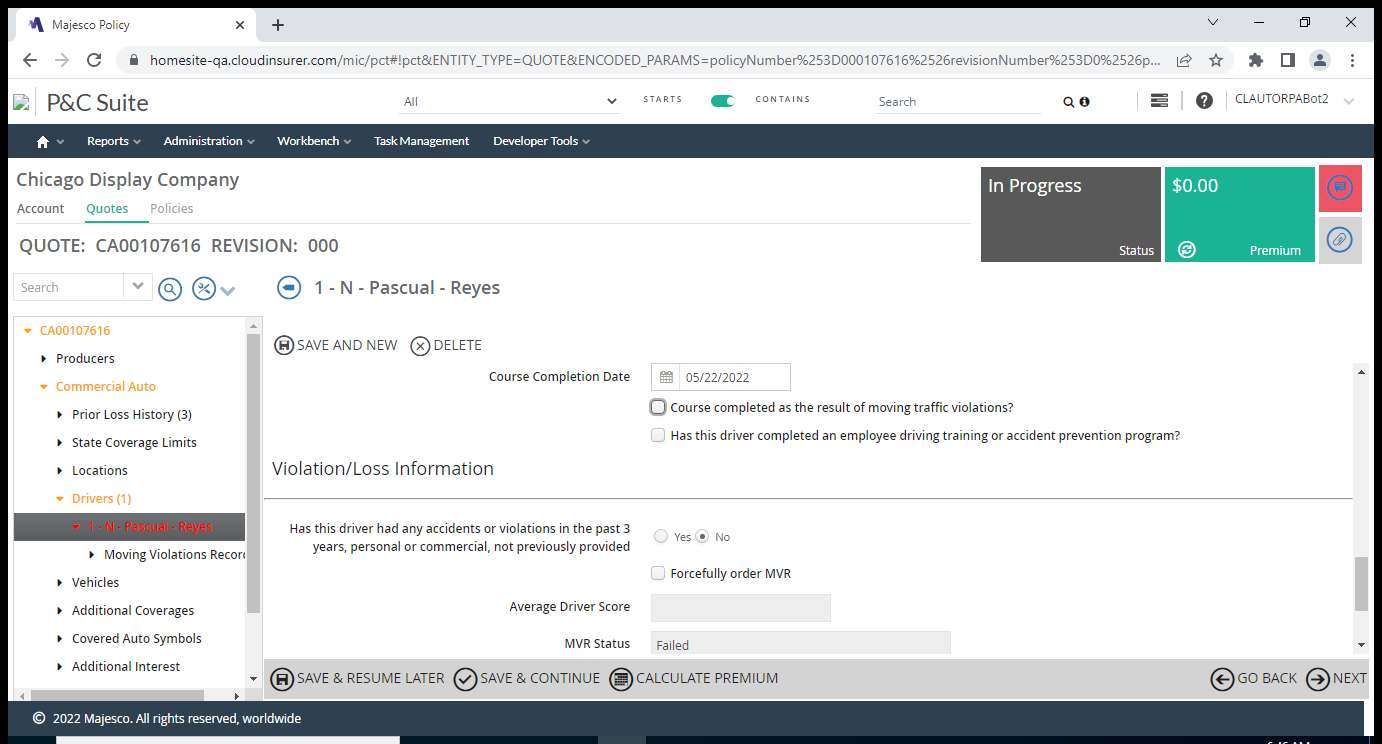 Majesco Policy
homesite-qa.cloudinsurer.com/mic/pct#!pct&ENTITY_TYPE=QUOTE&ENCODED_PARAMS=policyNumber%253D000107616%2526revisionNumber%253D0%2526p...
P&C Suite
All
STARTS
CONTAINS
Search
CLAUTORPABot2
Reports
Administration
Workbench
Task Management
Developer Tools
Chicago Display Company
Account
Quotes
Policies
In Progress
Status
$0.00
Premium
QUOTE: CA00107616 REVISION: 000
Search
1 - N - Pascual - Reyes
CA00107616
Producers
Commercial Auto
Prior Loss History (3)
State Coverage Limits
Locations
Drivers (1)
1 - N - Pascual - Reyes
Moving Violations Recor
Vehicles
Additional Coverages
Covered Auto Symbols
Additional Interest
SAVE AND NEW
DELETE
Course Completion Date
05/22/2022
Course completed as the result of moving traffic violations?
Has this driver completed an employee driving training or accident prevention program?
Violation/Loss Information
Has this driver had any accidents or violations in the past 3
years, personal or commercial, not previously provided
Yes
No
Forcefully order MVR
Average Driver Score
MVR Status
Failed
SAVE & RESUME LATER
SAVE & CONTINUE
CALCULATE PREMIUM
GO BACK
NEXT
© 2022 Majesco. All rights reserved, worldwide